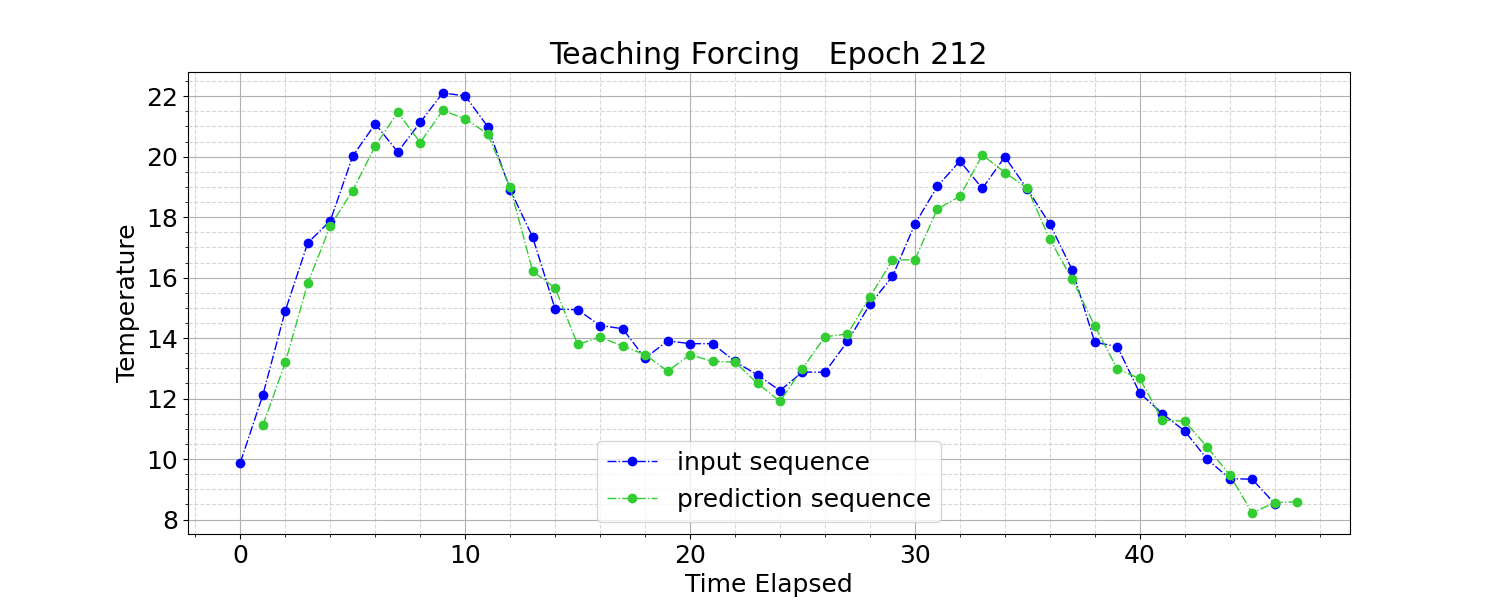 Teaching Forcing   Epoch 212
Temperature
22
20
18
16
14
12
10
8
input sequence
prediction sequence
0 10 20 30 40
Time Elapsed